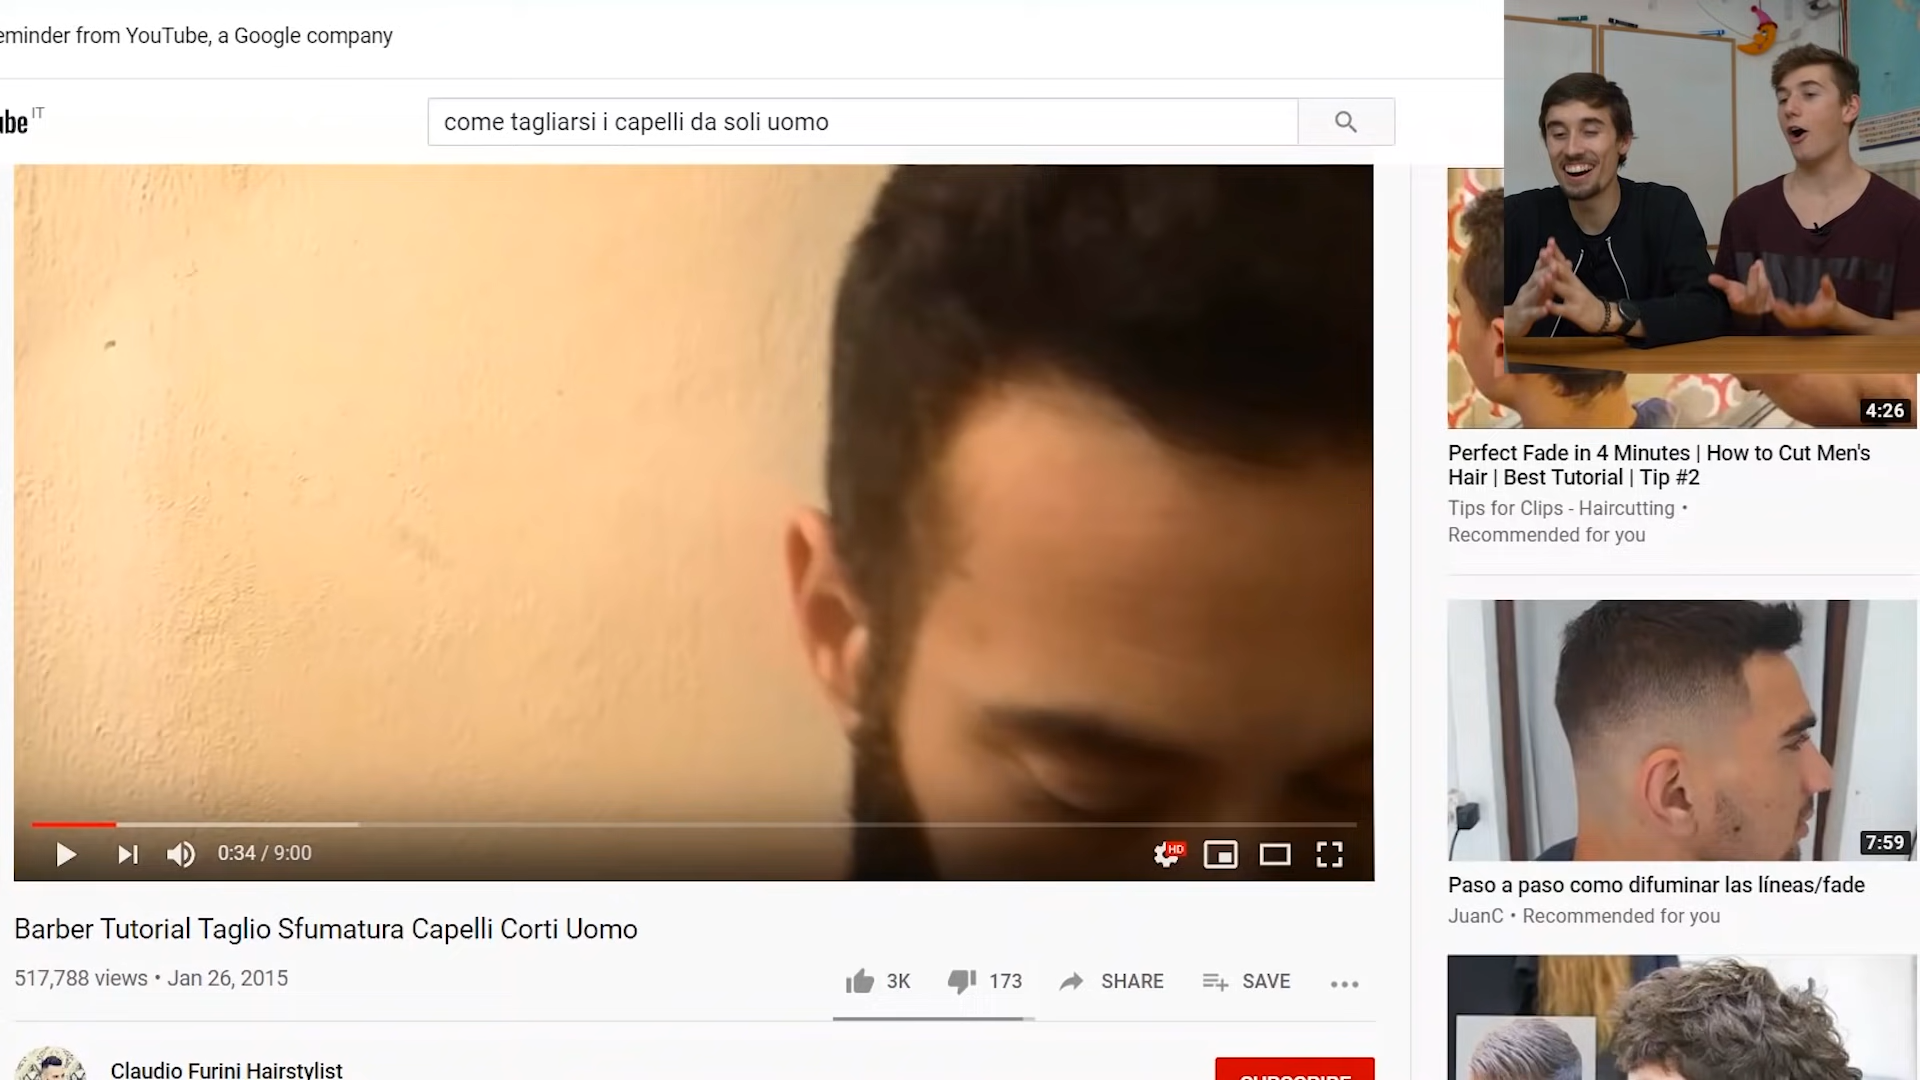 eminder from YouTube, a Google company
ube IT
come tagliarsi i capelli da soli uomo
4:26
Perfect Fade in 4 Minutes | How to Cut Men's
Hair | Best Tutorial | Tip #2
Tips for Clips - Haircutting •
Recommended for you
7:59
Paso a paso como difuminar las líneas/fade
JuanC • Recommended for you
0:34 / 9:00
HD
Barber Tutorial Taglio Sfumatura Capelli Corti Uomo
517,788 views • Jan 26, 2015
3K
173
SHARE
SAVE
Claudio Furini Hairstylist
SUBSCRIBE